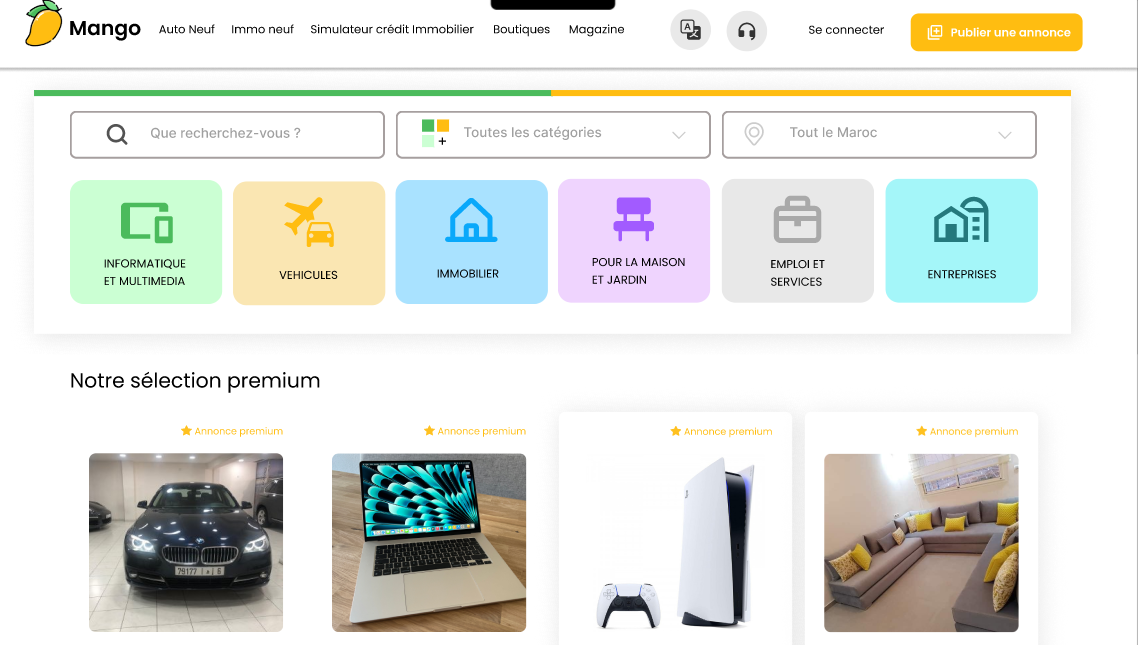 Mango
Auto Neuf
Immo neuf
Simulateur crédit Immobilier
Boutiques
Magazine
Se connecter
Publier une annonce
Que recherchez-vous ?
Toutes les catégories
Tout le Maroc
INFORMATIQUE
ET MULTIMEDIA
VEHICULES
IMMOBILIER
POUR LA MAISON
ET JARDIN
EMPLOI ET
SERVICES
ENTREPRISES
Notre sélection premium
Annonce premium
Annonce premium
Annonce premium
Annonce premium